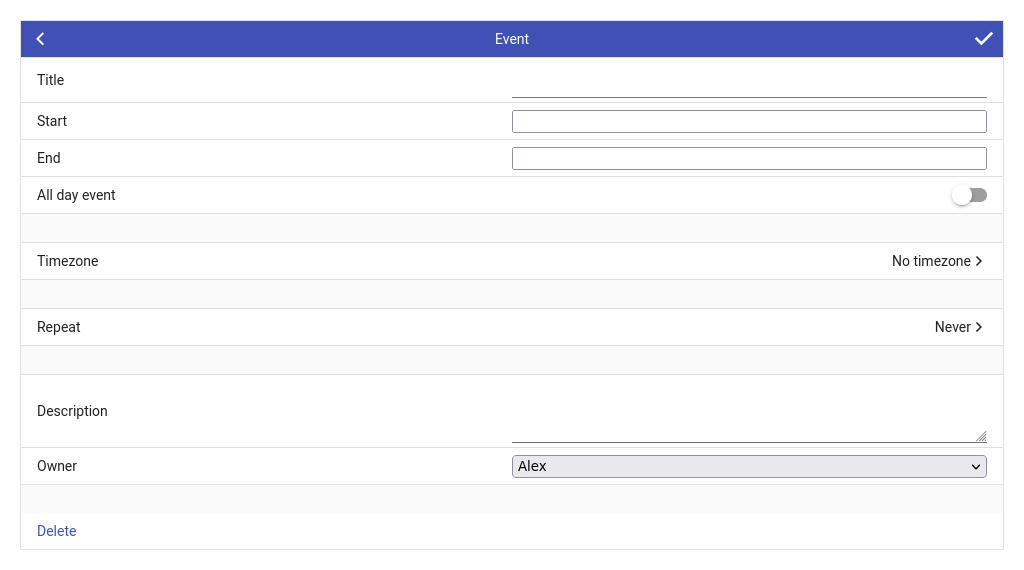 Event
Title
Start
End
All day event
Timezone No timezone
Repeat Never
Description
Owner Alex
Delete